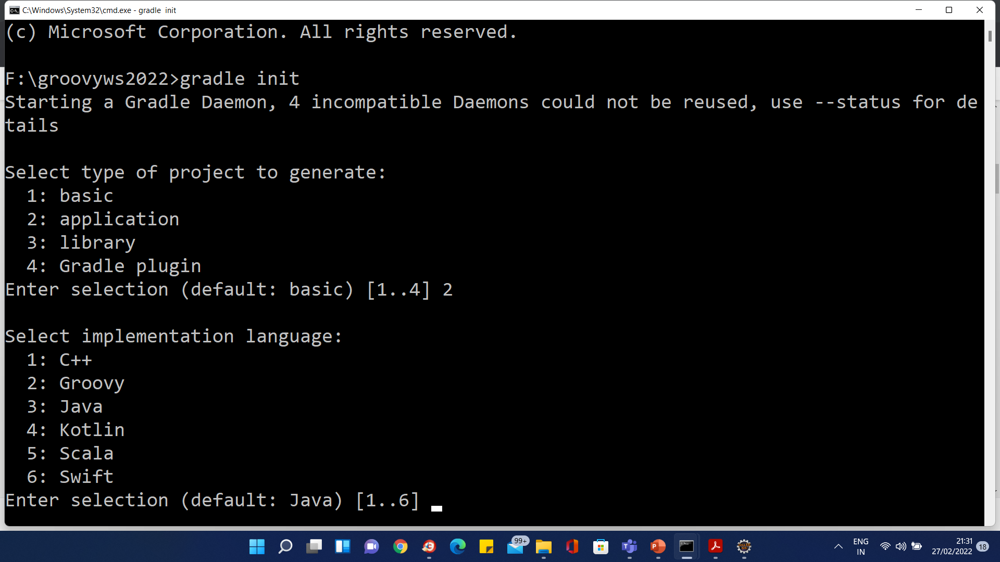 C:\Windows\System32\cmd.exe - gradle  init
(c) Microsoft Corporation. All rights reserved.
F:\groovyws2022>gradle init
Starting a Gradle Daemon, 4 incompatible Daemons could not be reused, use --status for de
tails
Select type of project to generate:
  1: basic
  2: application
  3: library
  4: Gradle plugin
Enter selection (default: basic) [1..4] 2
Select implementation language:
  1: C++
  2: Groovy
  3: Java
  4: Kotlin
  5: Scala
  6: Swift
Enter selection (default: Java) [1..6]
99+
ENG
IN
21:31
27/02/2022
18